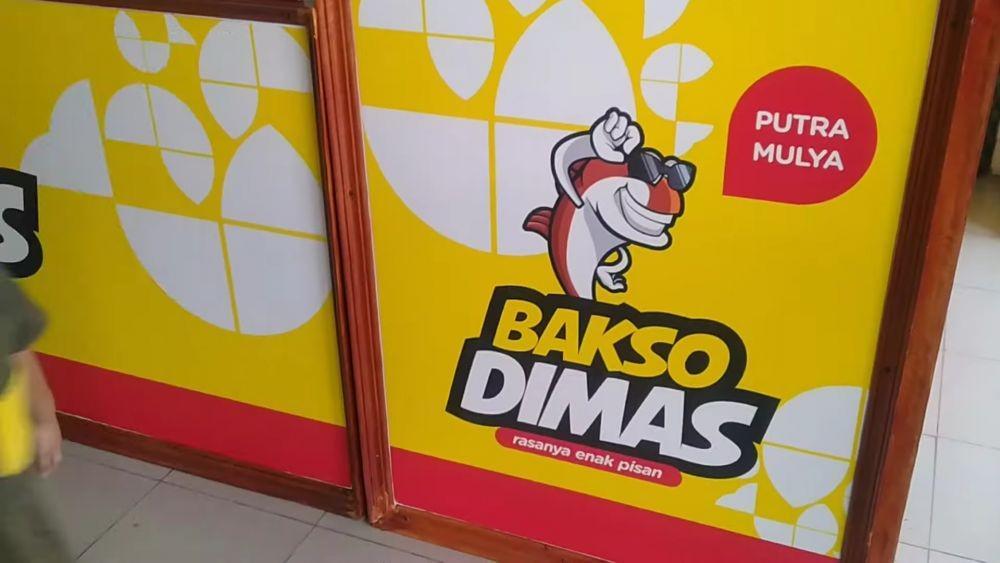 PUTRA
MULYA
BAKSO
DIMAS
rasanya enak pisan
S